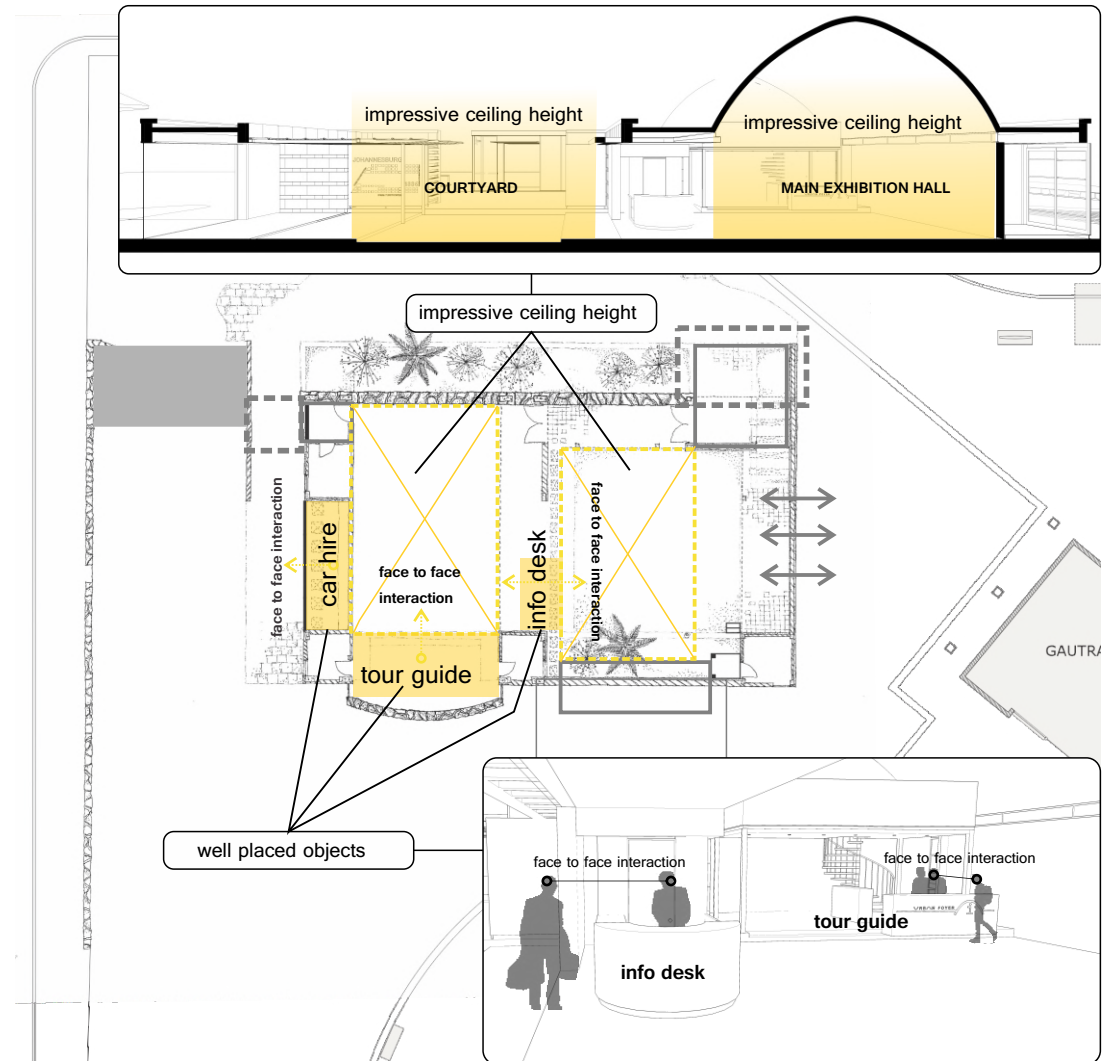 impressive ceiling height
impressive ceiling height
JOHANNESBURG
COURTYARD
MAIN EXHIBITION HALL
impressive ceiling height
face to face interaction
car hire
face to face
interaction
info desk
face to face interaction
tour guide
GAUTRA
well placed objects
face to face interaction
face to face interaction
tour guide
info desk